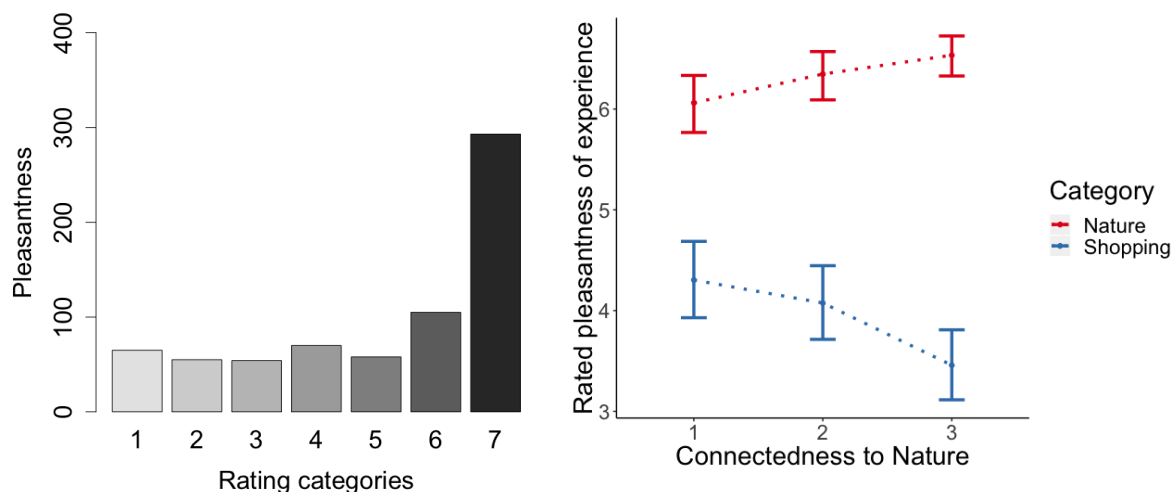 Pleasantness
400
300
200
100
0
1 2 3 4 5 6 7
Rating categories
Rated pleasantness of experience
6
5
4
3
1 2 3
Connectedness to Nature
Category
Nature
Shopping